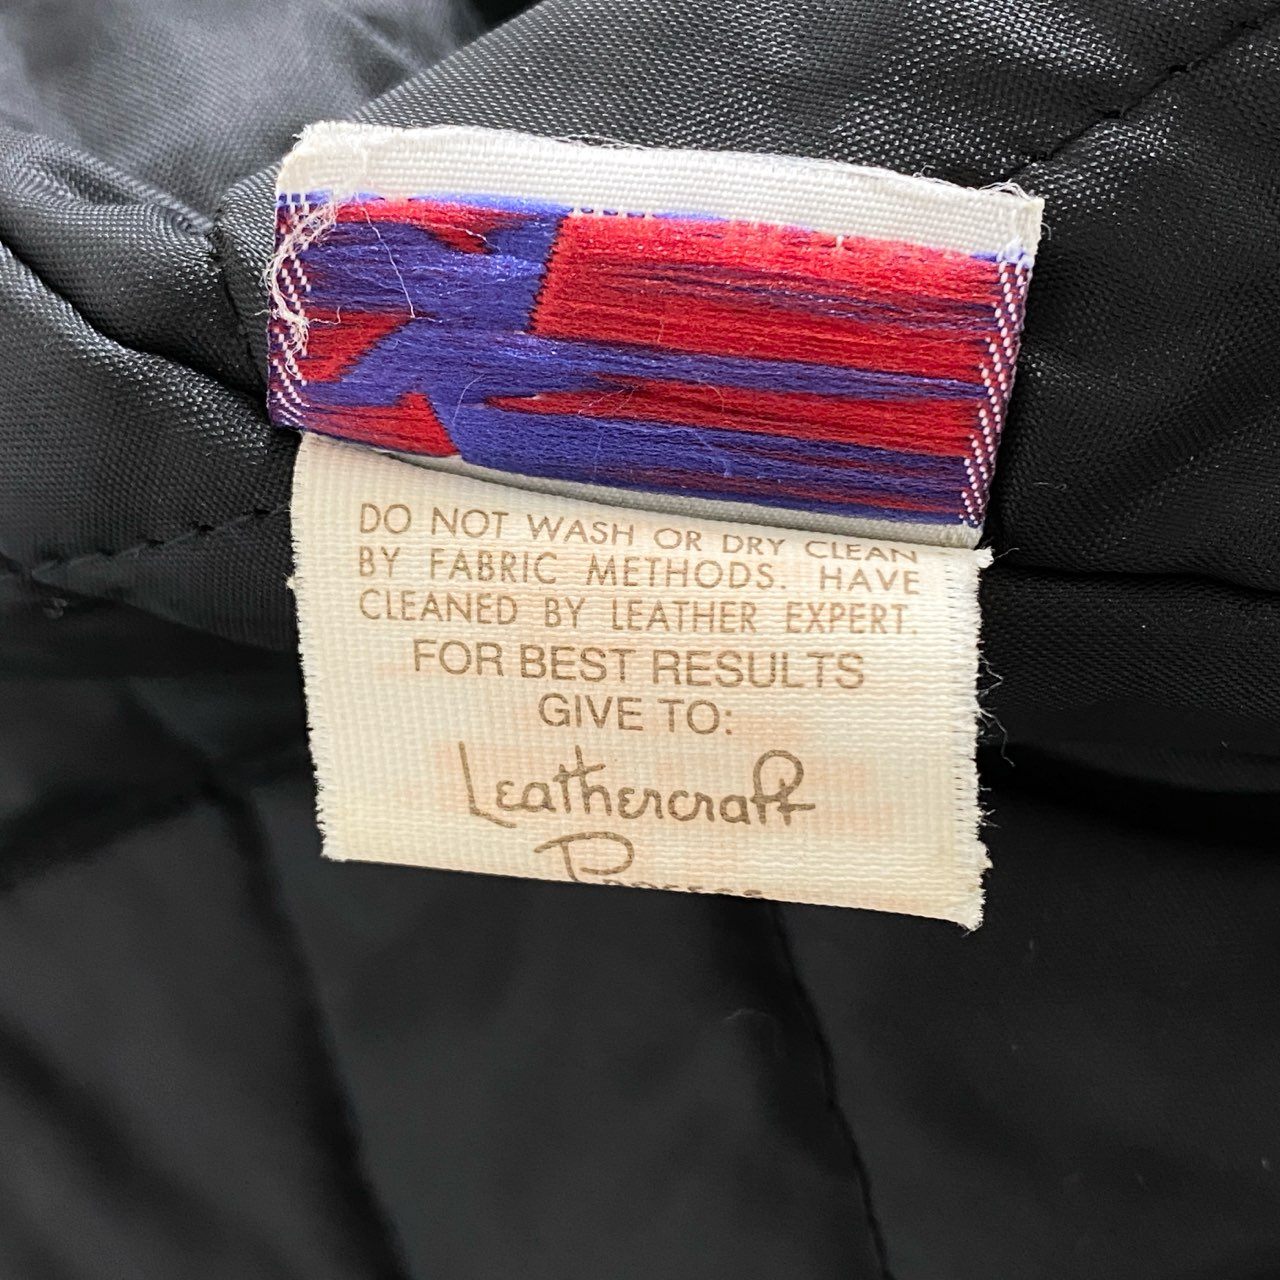 DO NOT WASH OR DRY CLEAN
BY FABRIC METHODS. HAVE
CLEANED BY LEATHER EXPERT.
FOR BEST RESULTS
GIVE TO:
Leathercraft
Process